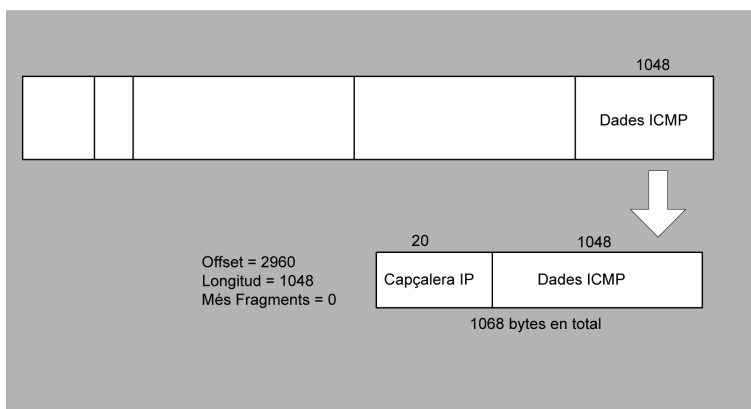 1048
Dades ICMP
20
1048
Offset = 2960
Longitud = 1048
Més Fragments = 0
Capçalera IP
Dades ICMP
1068 bytes en total